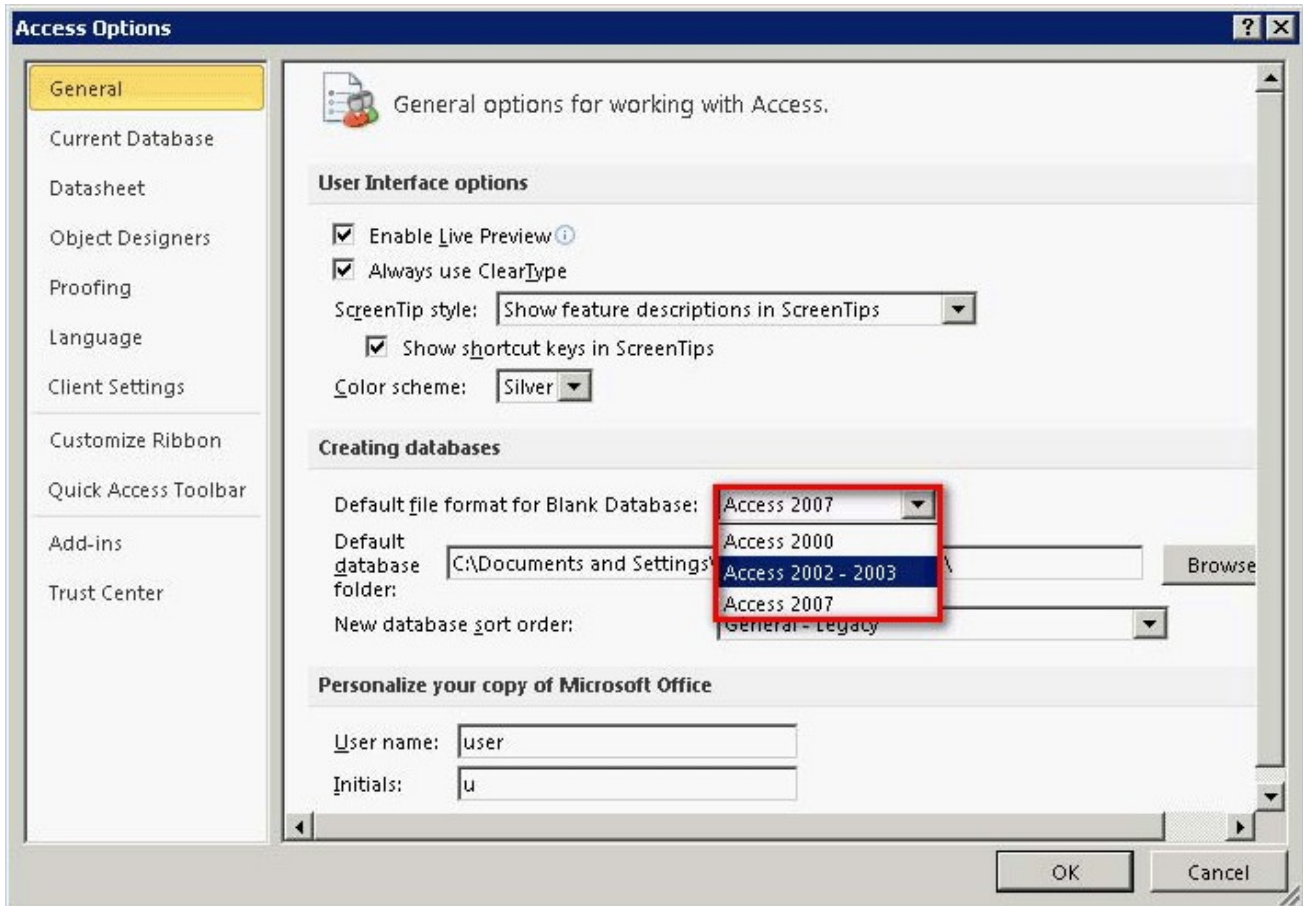 Access Options
General
Current Database
Datasheet
Object Designers
Proofing
Language
Client Settings
Customize Ribbon
Quick Access Toolbar
Add-ins
Trust Center
General options for working with Access.
User Interface options
Enable Live Preview
Always use ClearType
ScreenTip style: Show feature descriptions in ScreenTips
Show shortcut keys in ScreenTips
Color scheme: Silver
Creating databases
Default file format for Blank Database: Access 2007
Access 2000
Access 2002 - 2003
Access 2007
Default
database
folder:
C:\Documents and Settings\
\
Browse
New database sort order: General - Legacy
Personalize your copy of Microsoft Office
User name: user
Initials: u
OK Cancel